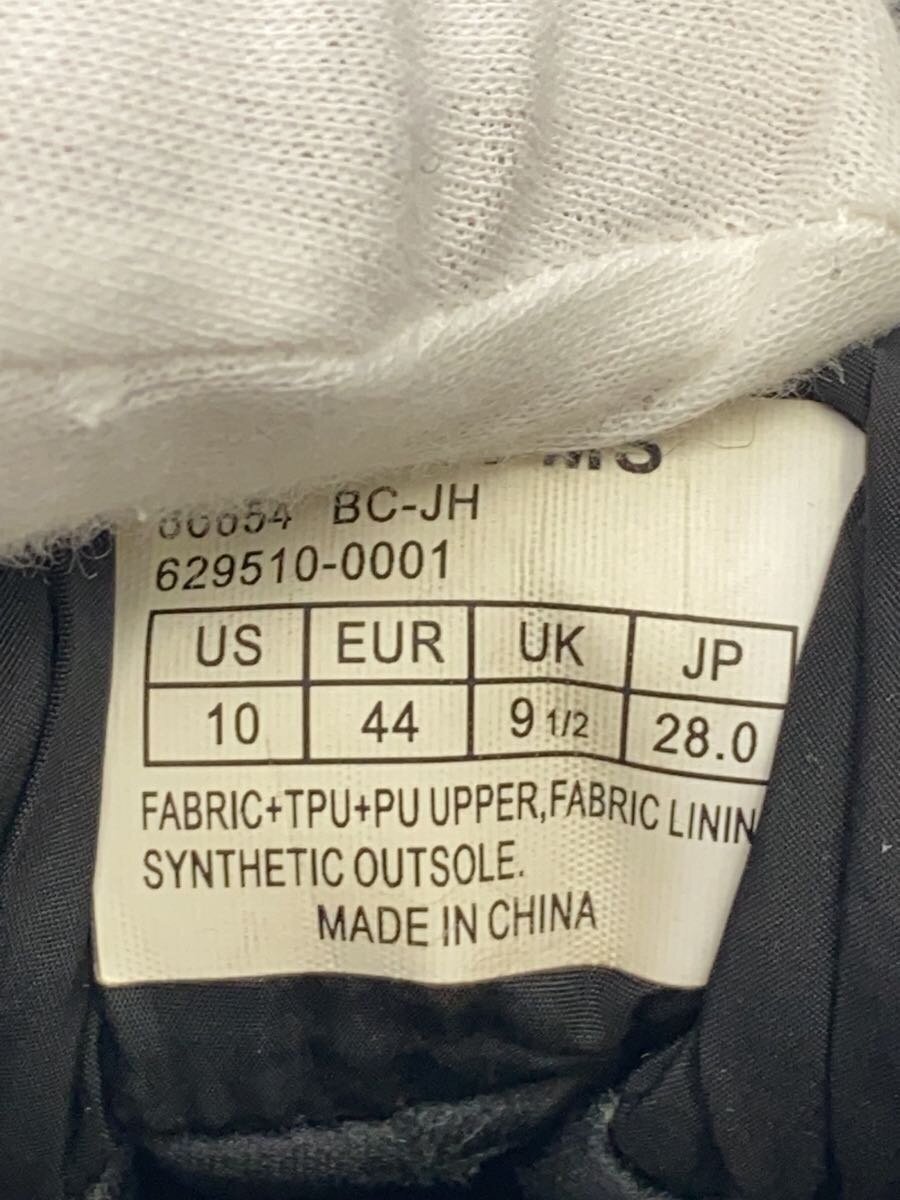 BC-JH
629510-0001
US EUR UK JP
10 44 9 1/2 28.0
FABRIC+TPU+PU UPPER,FABRIC LININ
SYNTHETIC OUTSOLE.
MADE IN CHINA